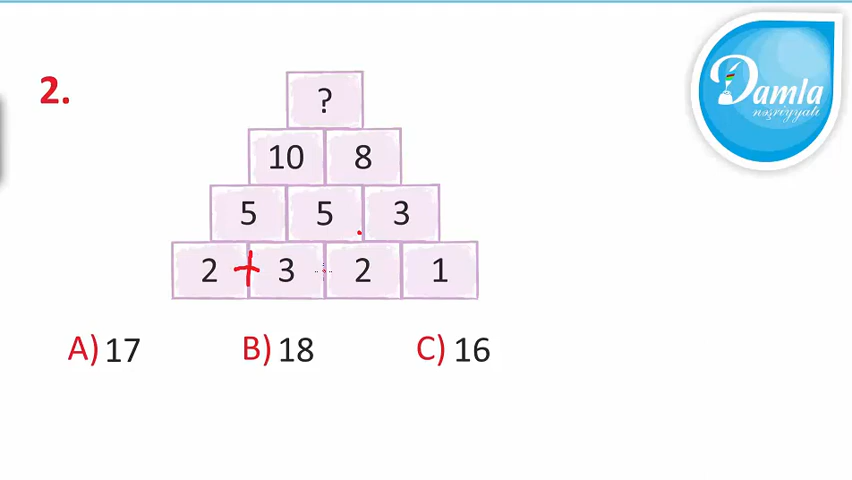 2.
Damla
nəşriyyatı
?
10 8
5 5 3
2 + 3 2 1
A) 17 B) 18 C) 16